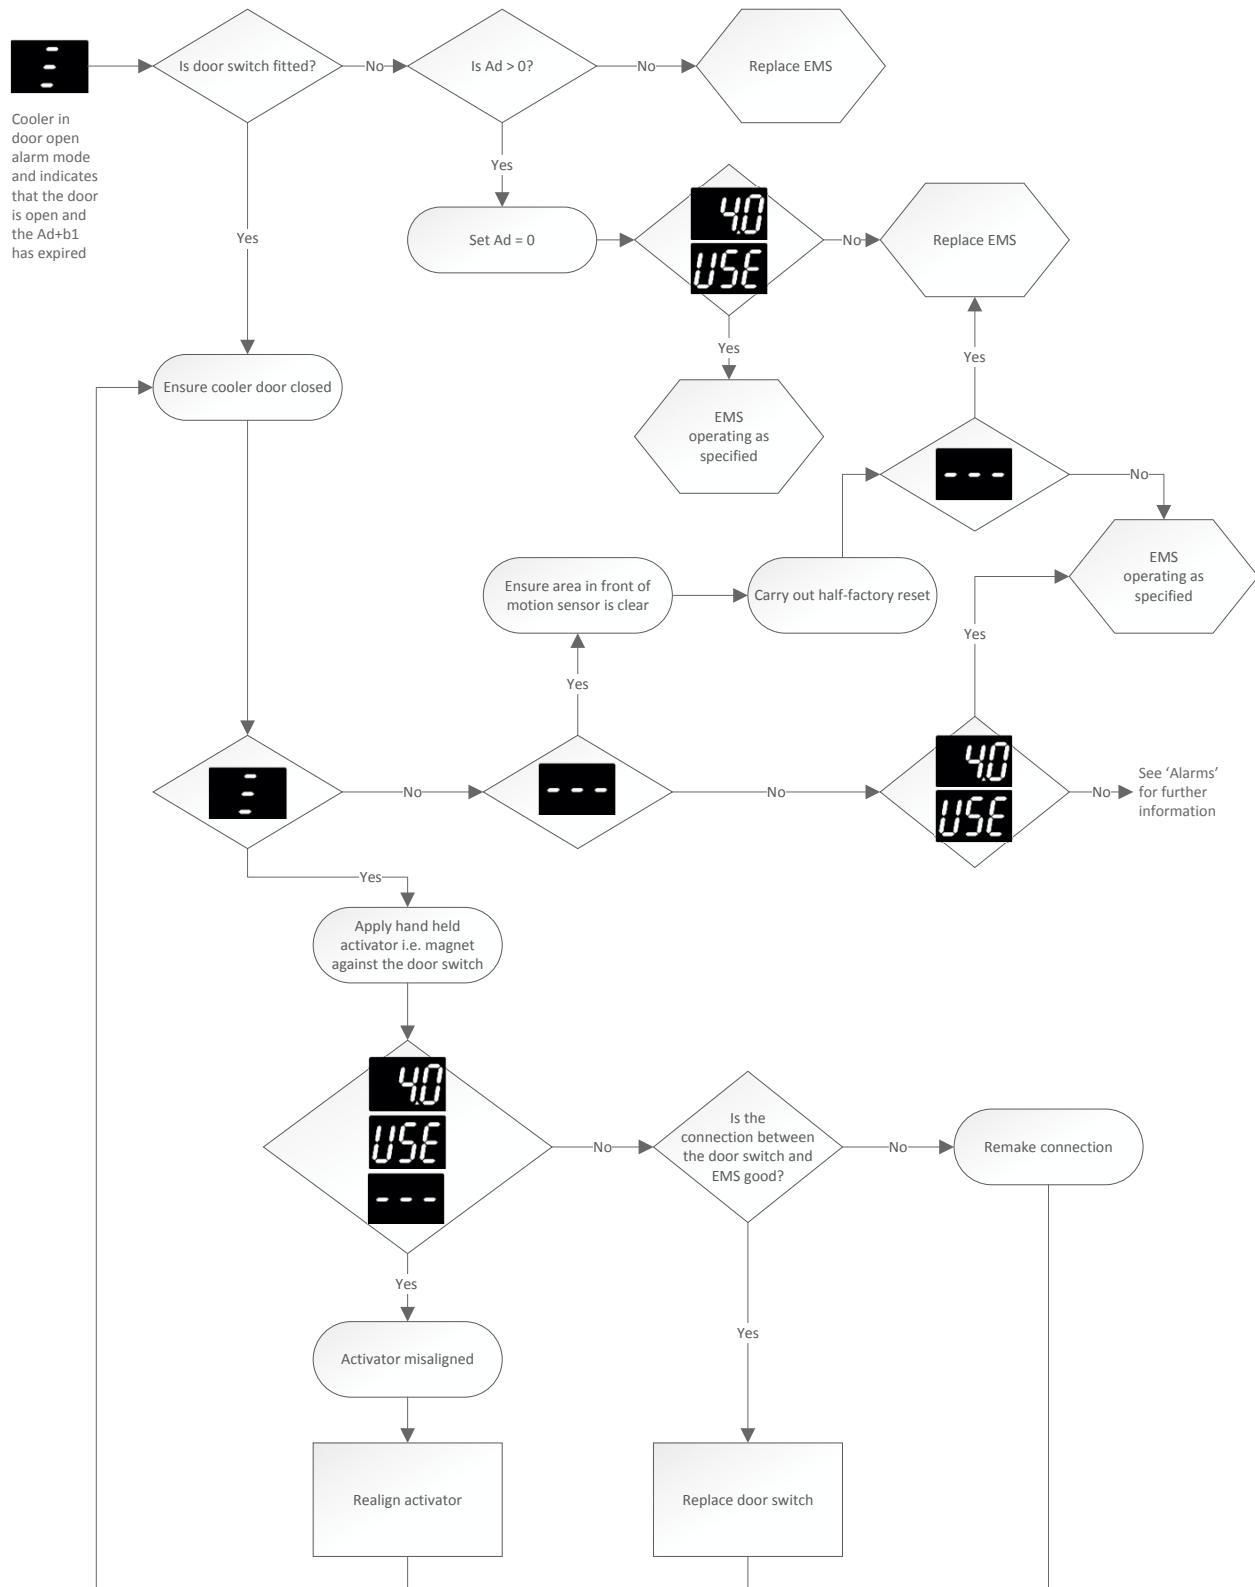 Is door switch fitted?
No
Is Ad > 0?
No
Replace EMS
Cooler in
door open
alarm mode
and indicates
that the door
is open and
the Ad+b1
has expired
Yes
Yes
Set Ad = 0
4.0
USE
No
Replace EMS
Yes
EMS
operating as
specified
Yes
Ensure cooler door closed
- - -
No
EMS
operating as
specified
Ensure area in front of
motion sensor is clear
Carry out half-factory reset
Yes
Yes
No
- - -
No
4.0
USE
No
See ‘Alarms’
for further
information
Yes
Apply hand held
activator i.e. magnet
against the door switch
4.0
USE
- - -
No
Is the
connection between
the door switch and
EMS good?
No
Remake connection
Yes
Yes
Activator misaligned
Realign activator
Replace door switch